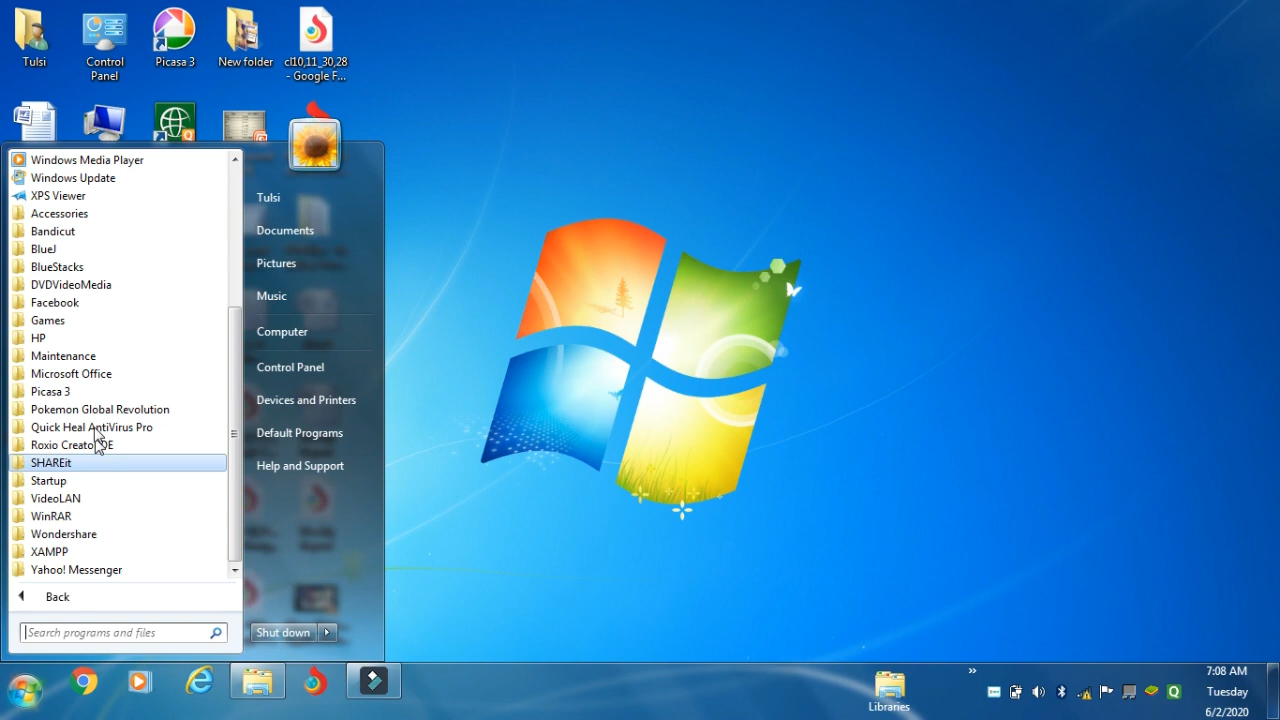 Tulsi
Control
Panel
Picasa 3
New folder
cl10,11_30,28
- Google F...
Windows Media Player
Windows Update
XPS Viewer
Accessories
Bandicut
BlueJ
BlueStacks
DVDVideoMedia
Facebook
Games
HP
Maintenance
Microsoft Office
Picasa 3
Pokemon Global Revolution
Quick Heal AntiVirus Pro
Roxio Creator DE
SHAREit
Startup
VideoLAN
WinRAR
Wondershare
XAMPP
Yahoo! Messenger
Back
Search programs and files
Tulsi
Documents
Pictures
Music
Computer
Control Panel
Devices and Printers
Default Programs
Help and Support
Shut down
Libraries
»
7:08 AM
Tuesday
6/2/2020